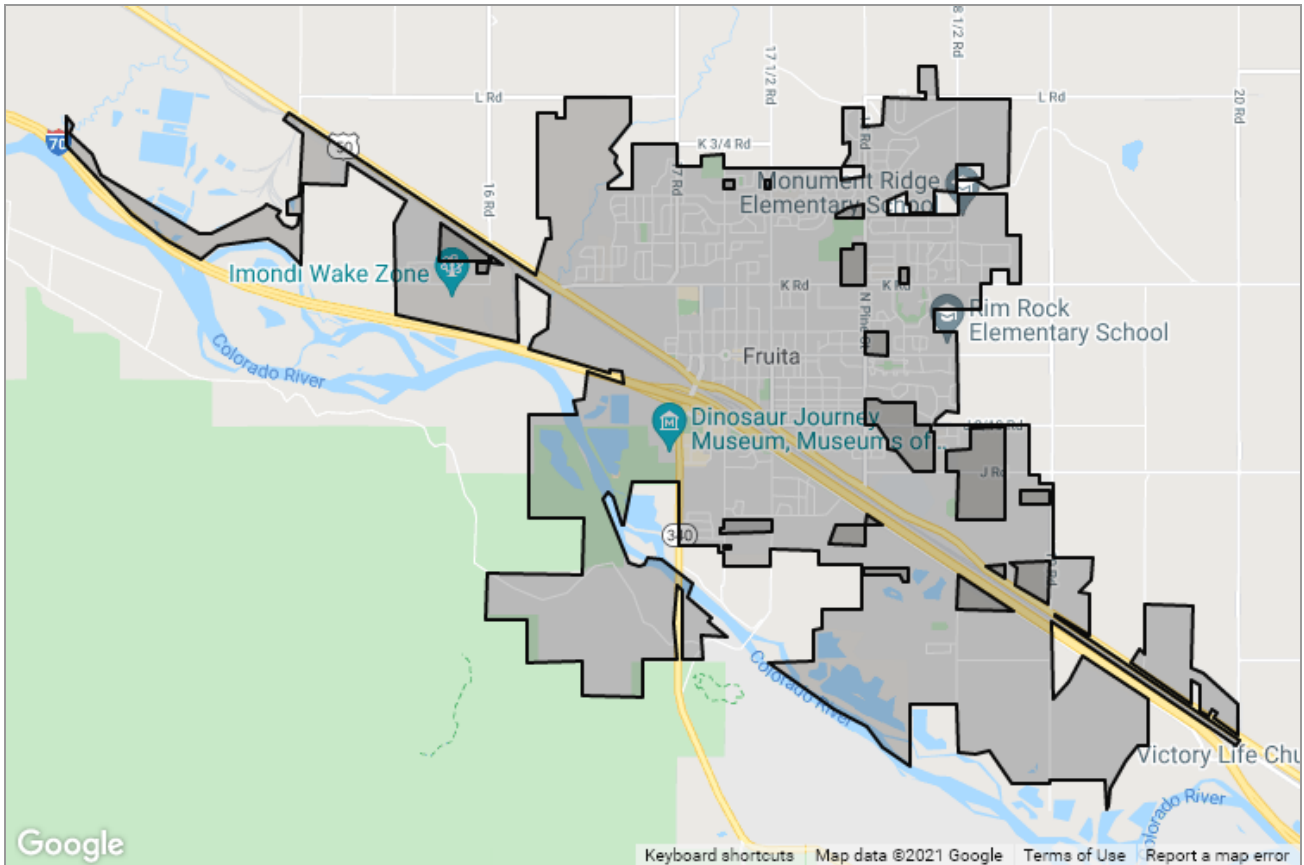 8 1/2 Rd
17 1/2 Rd
L Rd
L Rd
20 Rd
70
50
K 3/4 Rd
Monument Ridge
Elementary School
16 Rd
Imondi Wake Zone
K Rd
K Rd
Rim Rock
Elementary School
Colorado River
Fruita
Dinosaur Journey
Museum, Museums of...
J Rd
340
Colorado River
Victory Life Chu
Colorado River
Google
Keyboard shortcuts
Map data ©2021 Google
Terms of Use
Report a map error